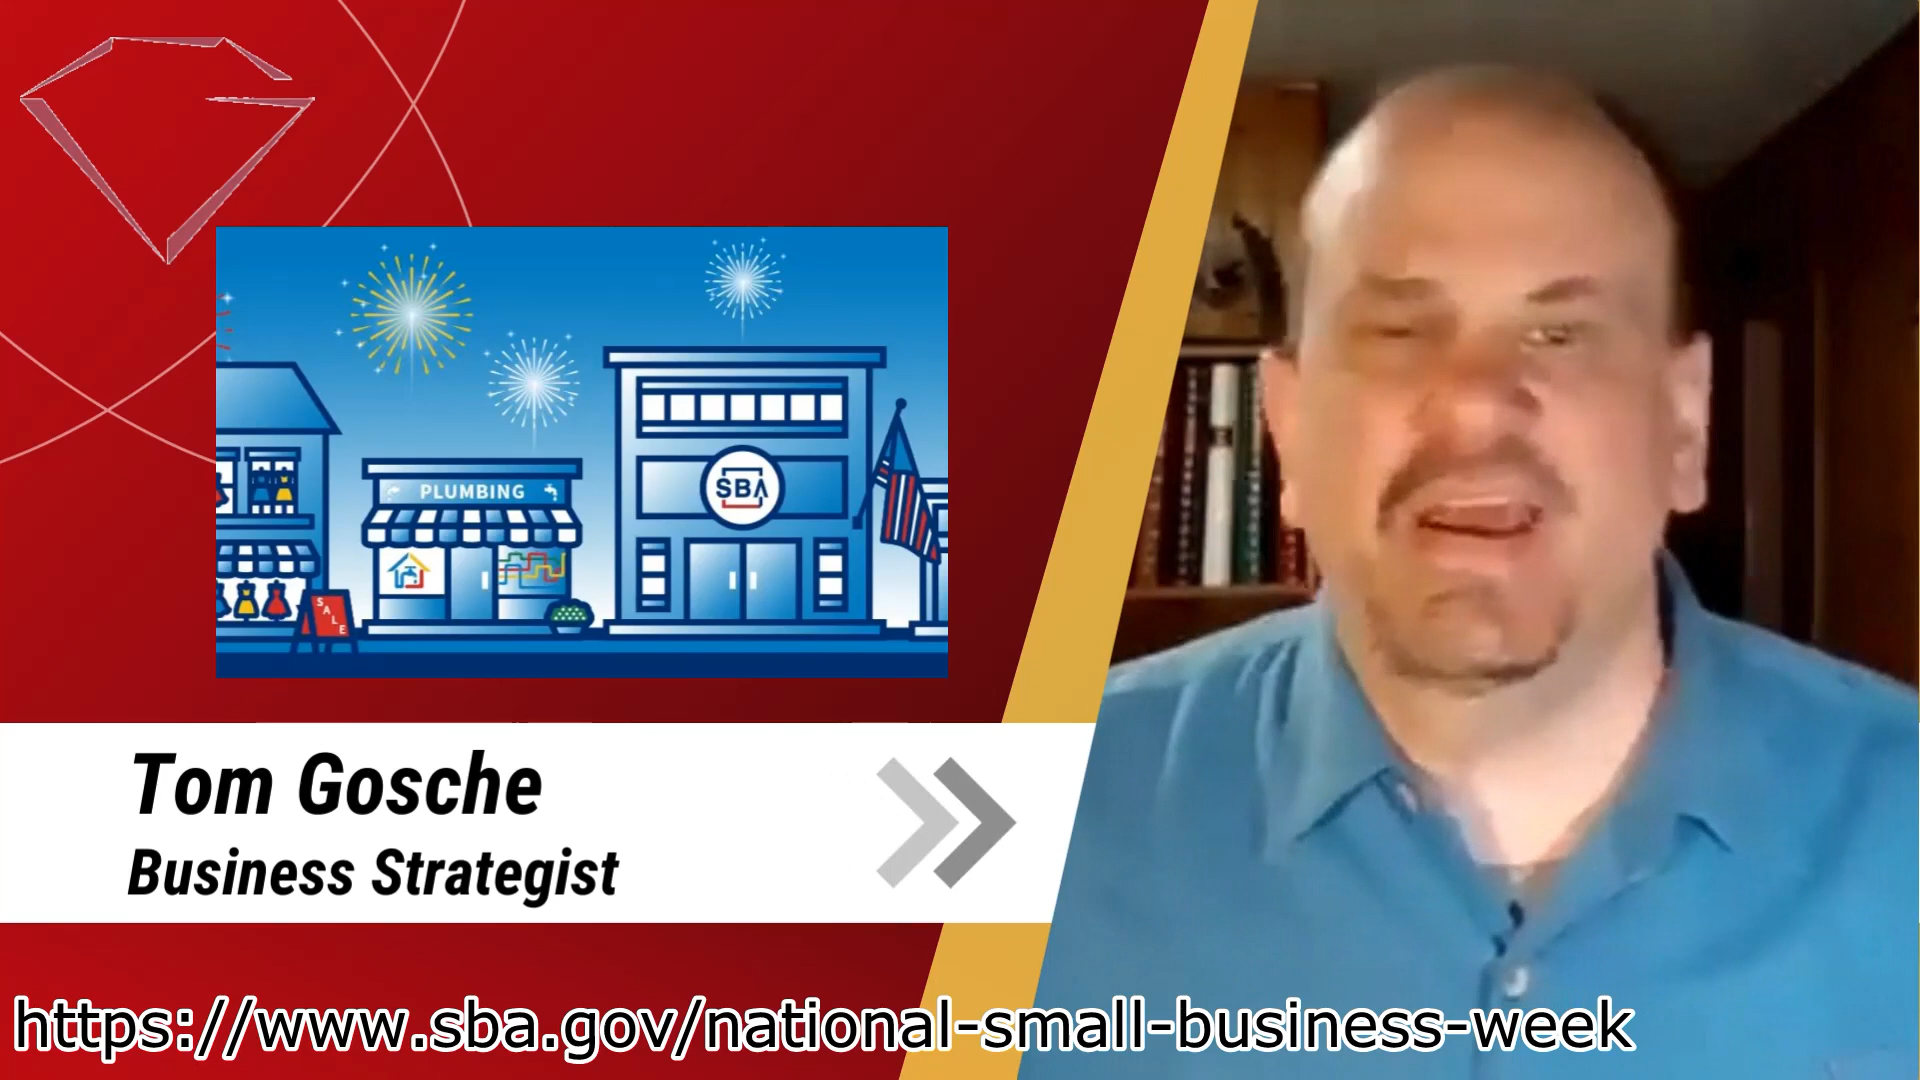 PLUMBING
SBA
SALE
Tom Gosche
Business Strategist
https://www.sba.gov/national-small-business-week